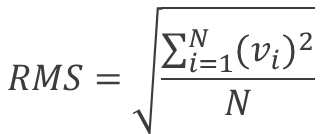 RMS = √(∑_{i=1}^{N}(v_i)^2 / N)